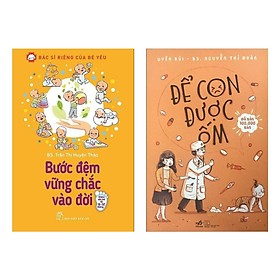 BÁC SĨ RIÊNG CỦA BÉ YÊU
BS. Trần Thị Huyên Thảo
Bước đệm
vững chắc
vào đời
UYÊN BÙI - BS. NGUYỄN TRÍ ĐOÀN
ĐỂ CON
ĐƯỢC
ỐM
ĐÃ BÁN
100.000
BẢN